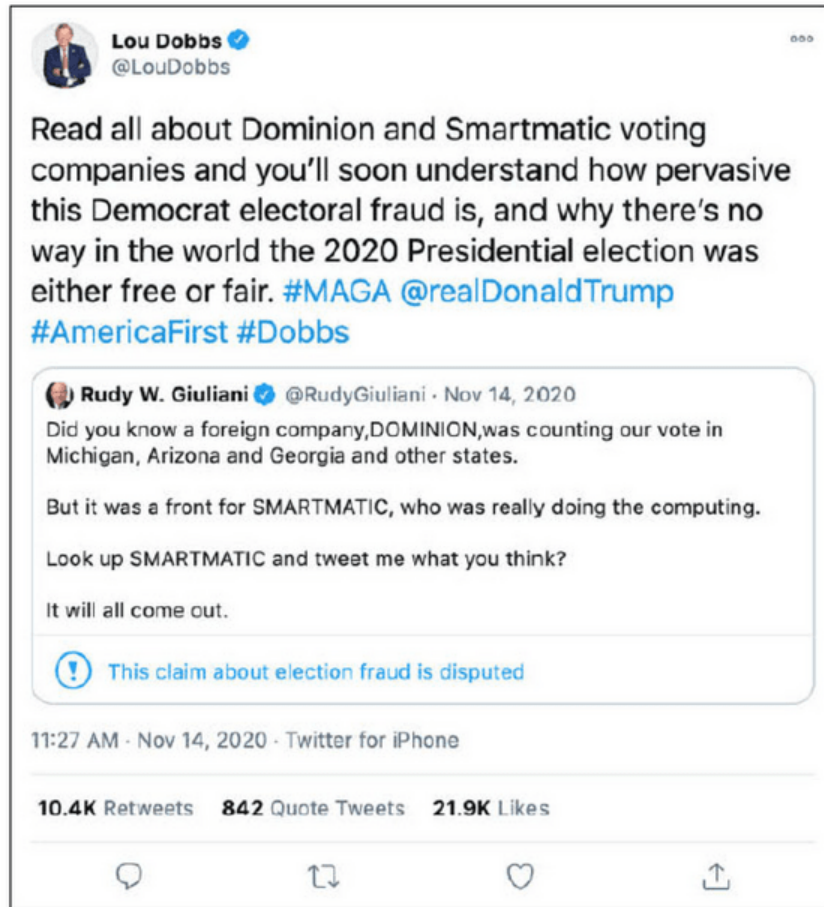 Lou Dobbs
@LouDobbs
Read all about Dominion and Smartmatic voting
companies and you'll soon understand how pervasive
this Democrat electoral fraud is, and why there's no
way in the world the 2020 Presidential election was
either free or fair. #MAGA @realDonaldTrump
#AmericaFirst #Dobbs
Rudy W. Giuliani @RudyGiuliani · Nov 14, 2020
Did you know a foreign company,DOMINION,was counting our vote in
Michigan, Arizona and Georgia and other states.
But it was a front for SMARTMATIC, who was really doing the computing.
Look up SMARTMATIC and tweet me what you think?
It will all come out.
This claim about election fraud is disputed
11:27 AM · Nov 14, 2020 · Twitter for iPhone
10.4K Retweets 842 Quote Tweets 21.9K Likes